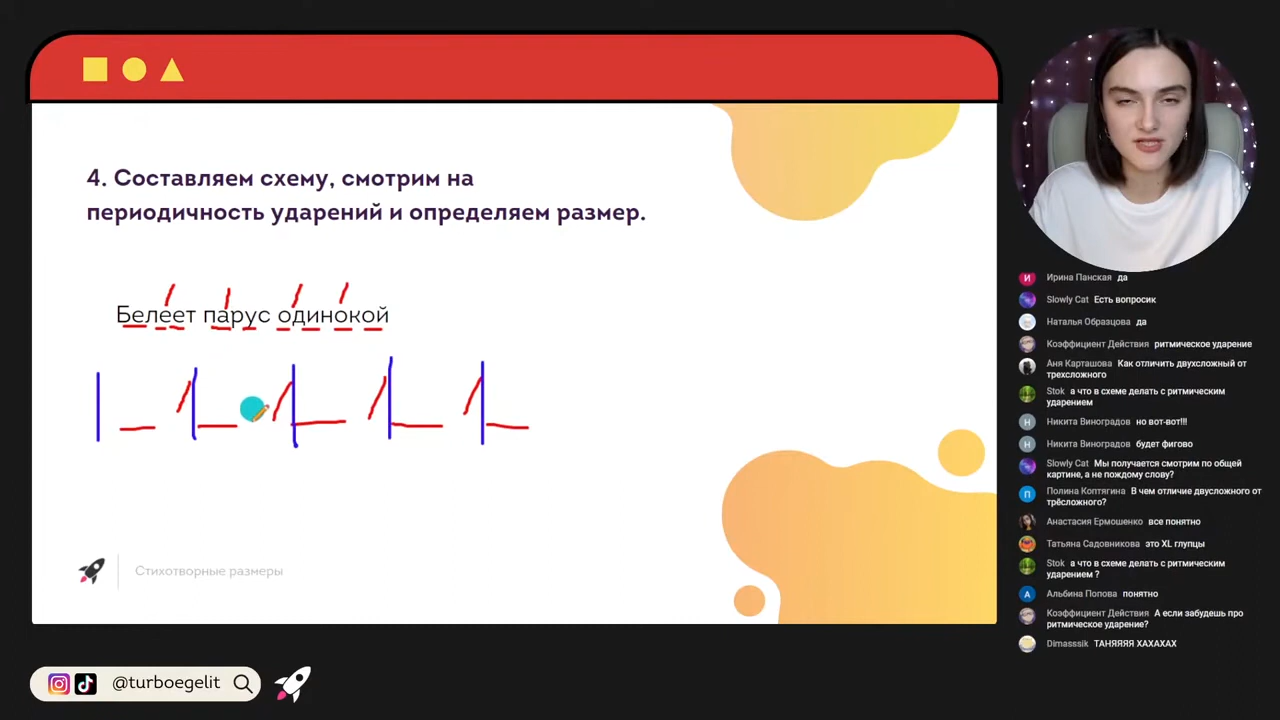 4. Составляем схему, смотрим на
периодичность ударений и определяем размер.
Белеет парус одинокой
Стихотворные размеры
@turboegelit
И Ирина Панская да
Slowly Cat Есть вопросик
Наталья Образцова да
Коэффициент Действия ритмическое ударение
Аня Карташова Как отличить двухсложный от
трехсложного?
Stok а что в схеме делать с ритмическим
ударением
Н Никита Виноградов но вот-вот!!!
Н Никита Виноградов будет фигово
Slowly Cat Мы получается смотрим по общей
картине, а не пождому слову?
П Полина Коптягина В чем отличие двусложного от
трёсложного?
Анастасия Ермошенко все понятно
Татьяна Садовникова это XL глупцы
Stok а что в схеме делать с ритмическим
ударением ?
А Альбина Попова понятно
Коэффициент Действия А если забудешь про
ритмическое ударение?
Dimasssik ТАНЯЯЯЯ ХАХАХАХ